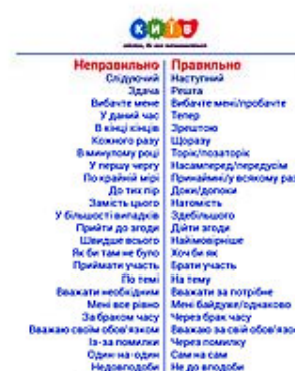 КИЇВ
Неправильно Правильно
Слідуючий Наступний
Здача Решта
Вибачте мене Вибачте мені/пробачте
У даний час Тепер
В кінці кінців Зрештою
Кожного разу Щоразу
В минулому році Торік/позаторік
У першу чергу Насамперед/передусім
По крайній мірі Принаймні/у всякому раз
До тих пір Доки/допоки
Замість цього Натомість
У більшості випадків Здебільшого
Прийти до згоди Дійти згоди
Швидше всього Найімовірніше
Як би там не було Хоч би як
Приймати участь Брати участь
По темі На тему
Вважати необхідним Вважати за потрібне
Мені все рівно Мені байдуже/однаково
За браком часу Через брак часу
Вважаю своїм обов'язком Вважаю за свій обов'язо
Із-за помилки Через помилку
Один-на-один Сам на сам
Недовподоби Не до вподоби